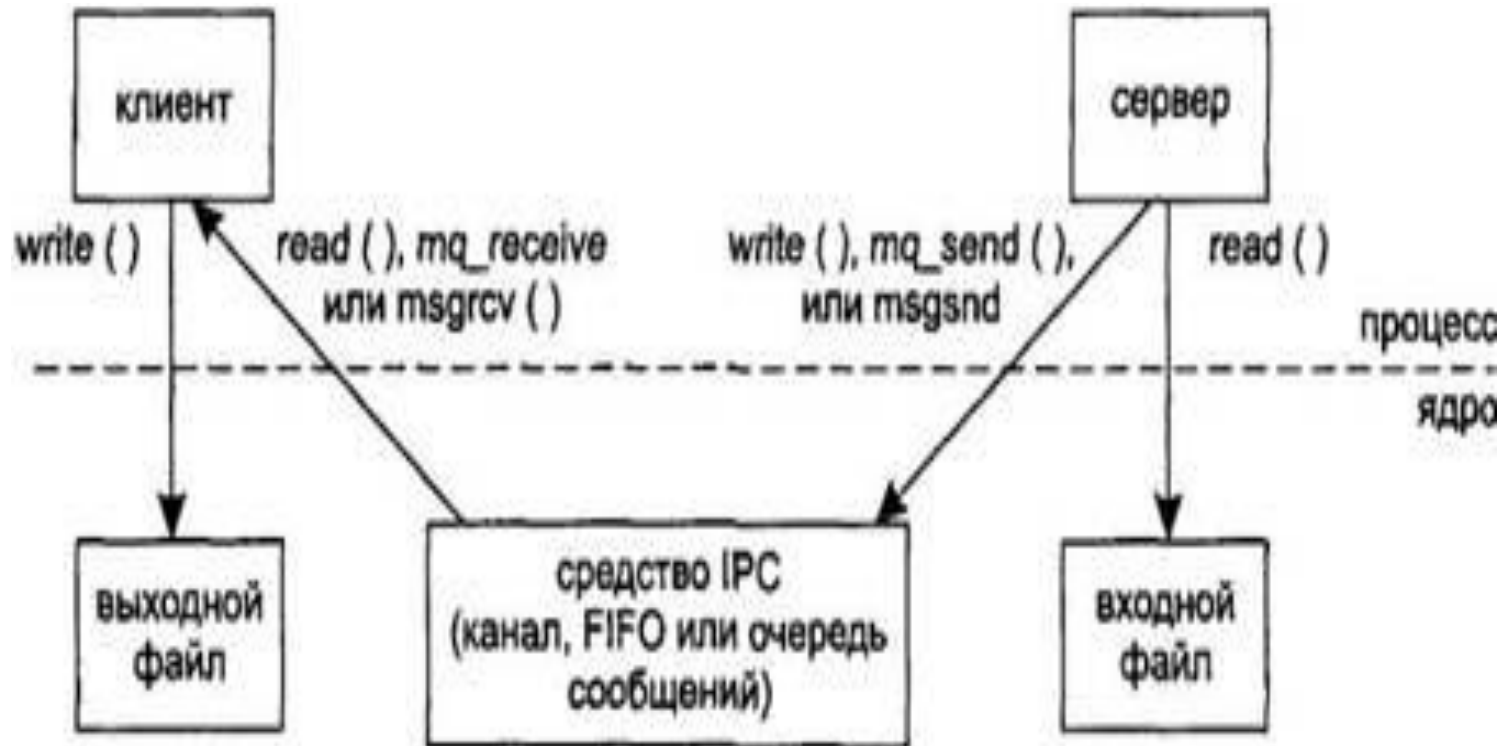 клиент
сервер
write ( )
read ( ), mq_receive
или msgrcv ( )
write ( ), mq_send ( ),
или msgsnd
read ( )
процесс
ядро
выходной
файл
средство IPC
(канал, FIFO или очередь
сообщений)
входной
файл